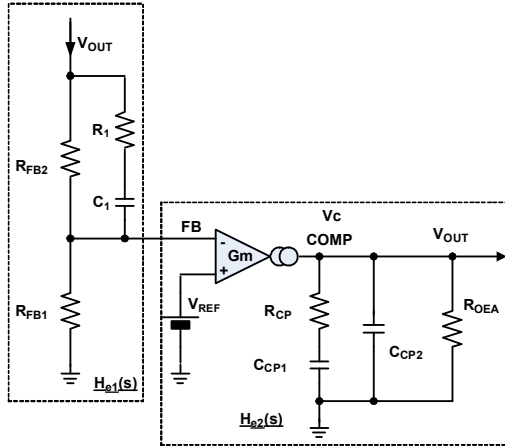 VOUT
R1
RFB2
C1
FB
Vc
COMP
VOUT
-
Gm
+
RFB1
VREF
RCP
CCP1
CCP2
ROEA
He1(s)
He2(s)